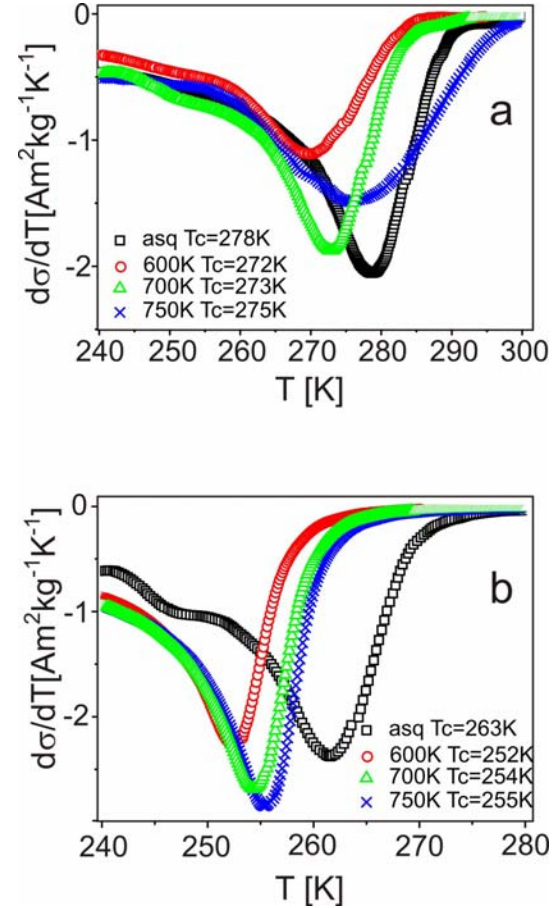 0
a
-1
-2
dσ/dT[Am²kg⁻¹K⁻¹]
□ asq Tc=278K
○ 600K Tc=272K
△ 700K Tc=273K
× 750K Tc=275K
240 250 260 270 280 290 300
T [K]
0
b
-1
-2
dσ/dT[Am²kg⁻¹K⁻¹]
□ asq Tc=263K
○ 600K Tc=252K
△ 700K Tc=254K
× 750K Tc=255K
240 250 260 270 280
T [K]